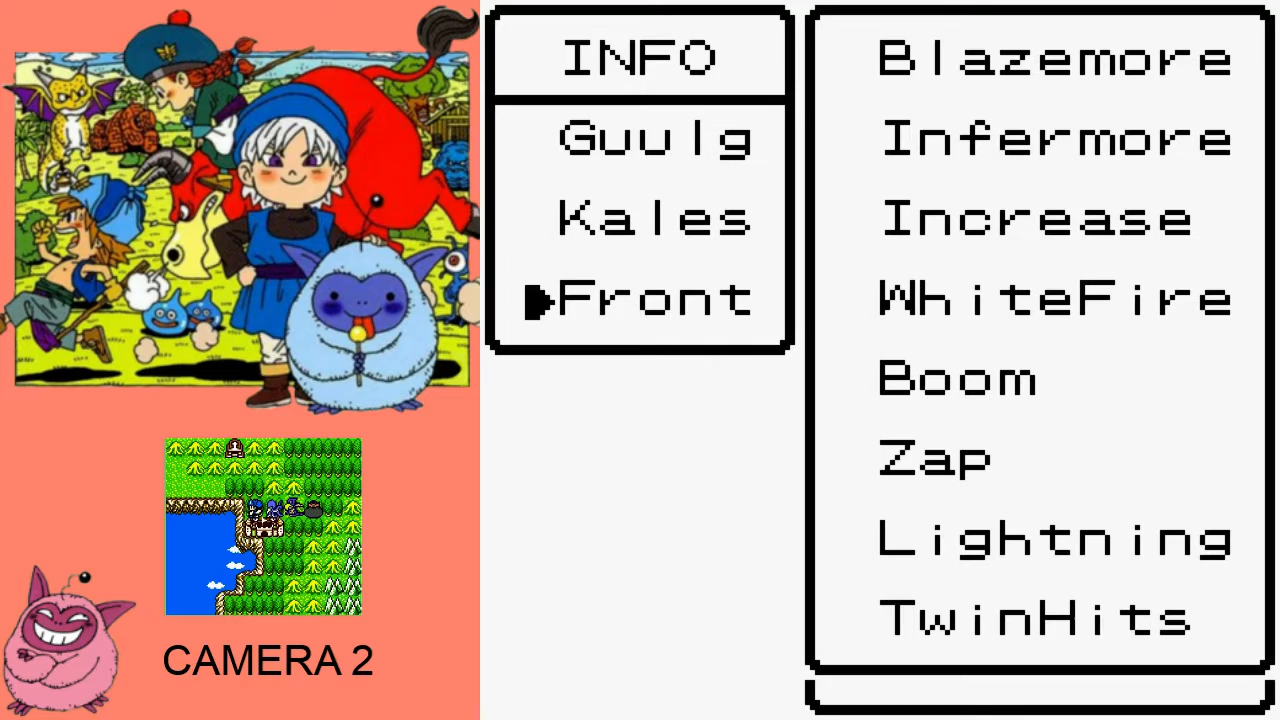 INFO
Guulg
Kales
Front
Blazemore
Infermore
Increase
WhiteFire
Boom
Zap
Lightning
TwinHits
CAMERA 2